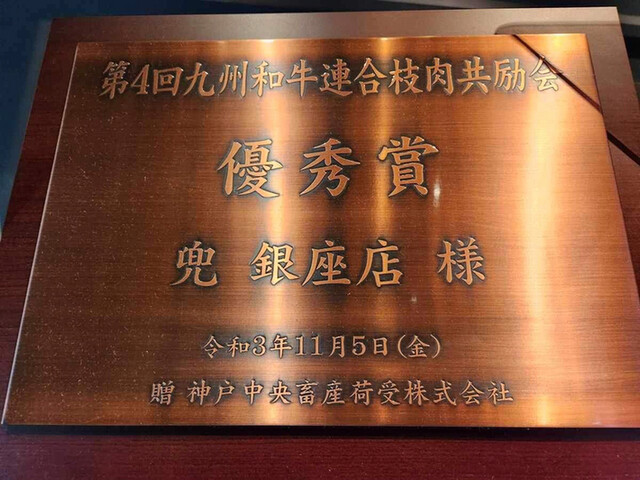 第4回九州和牛連合枝肉共励会
優秀賞
兜 銀座店 様
令和3年11月5日(金)
贈 神戸中央畜産荷受株式会社